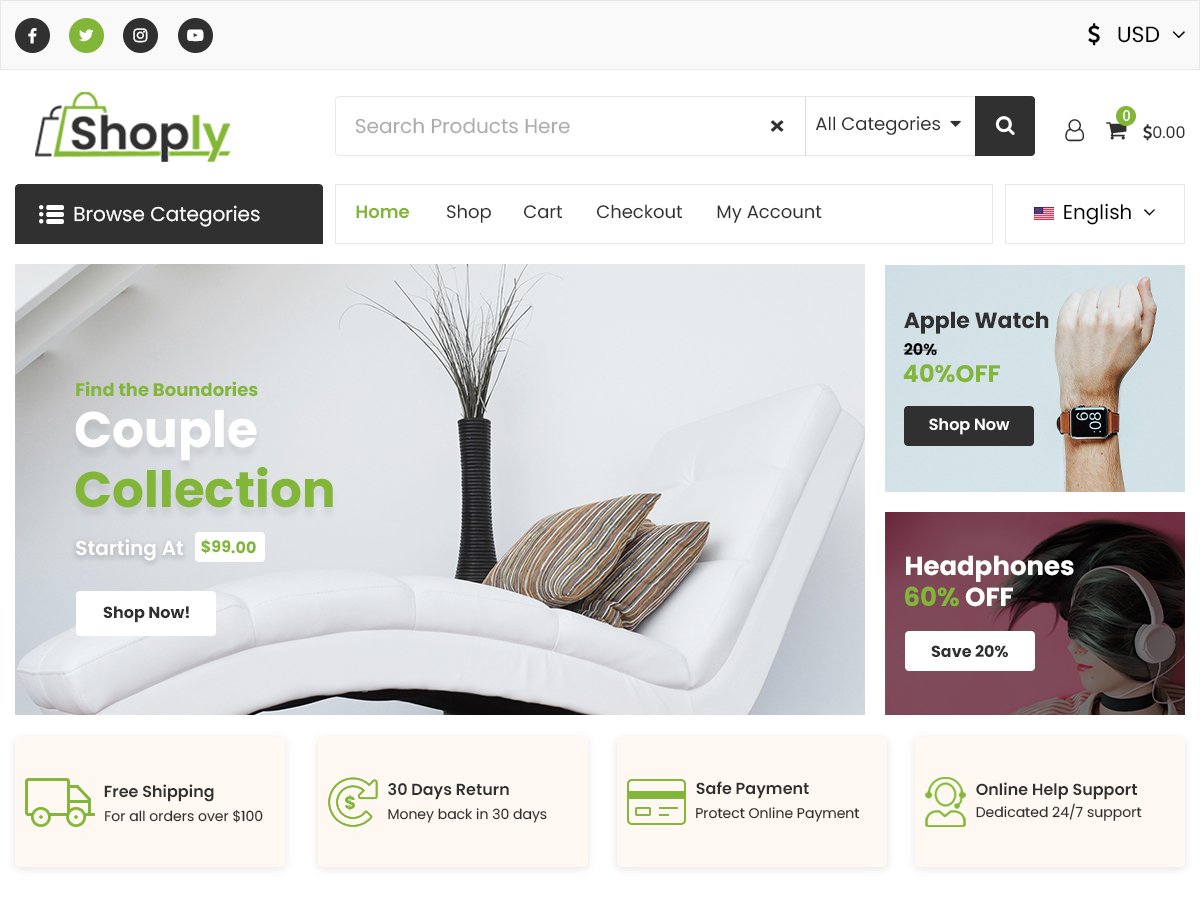 $ USD
Shoply
Search Products Here
All Categories
0
$0.00
Browse Categories
Home
Shop
Cart
Checkout
My Account
English
Find the Boundories
Couple
Collection
Starting At $99.00
Shop Now!
Apple Watch
20%
40%OFF
Shop Now
Headphones
60% OFF
Save 20%
Free Shipping
For all orders over $100
30 Days Return
Money back in 30 days
Safe Payment
Protect Online Payment
Online Help Support
Dedicated 24/7 support